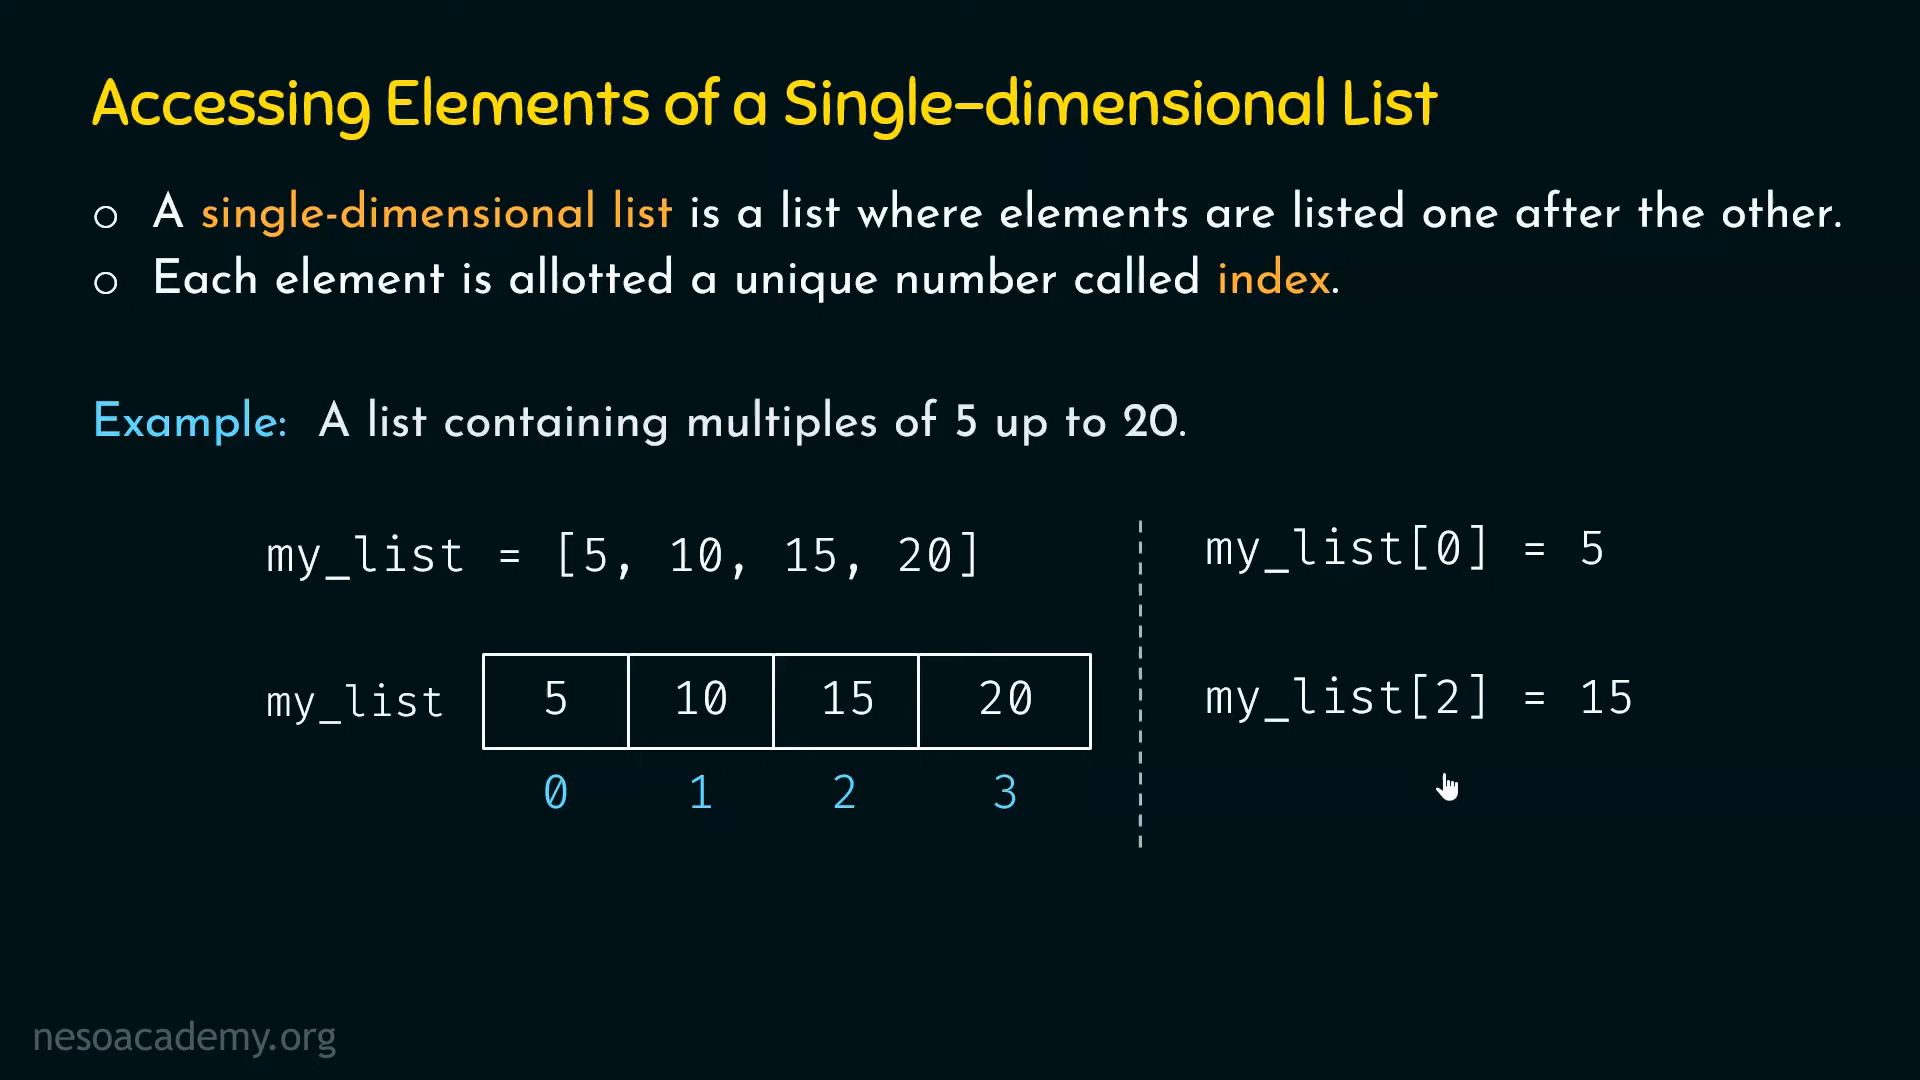 Accessing Elements of a Single-dimensional List
○ A single-dimensional list is a list where elements are listed one after the other.
○ Each element is allotted a unique number called index.
Example: A list containing multiples of 5 up to 20.
my_list = [5, 10, 15, 20]
my_list 5 10 15 20
0 1 2 3
my_list[0] = 5
my_list[2] = 15
nesoacademy.org